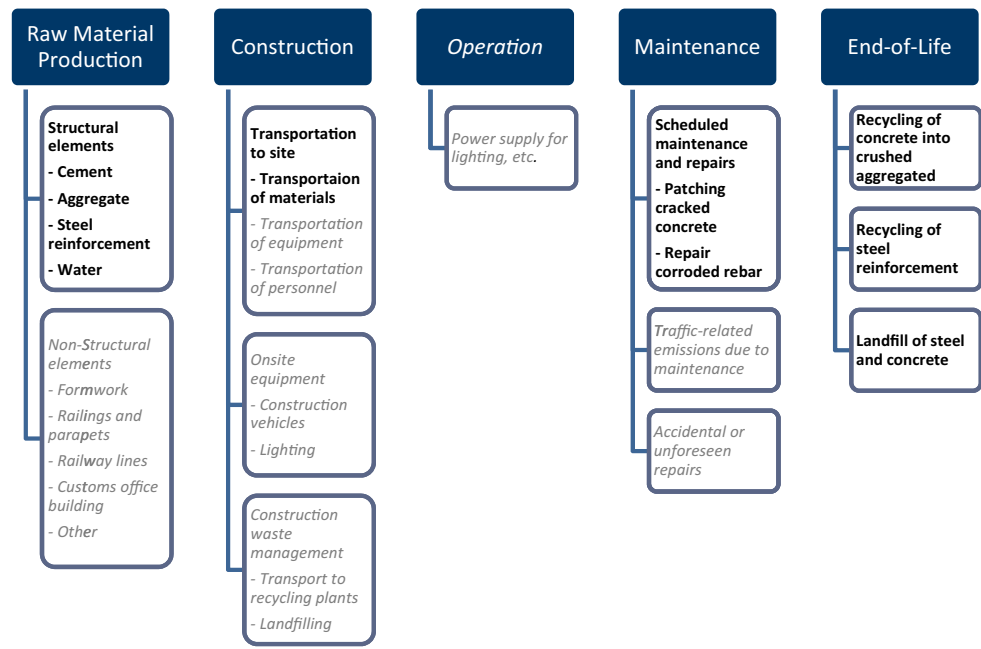 Raw Material
Production
Structural
elements
- Cement
- Aggregate
- Steel
reinforcement
- Water
Non-Structural
elements
- Formwork
- Railings and
parapets
- Railway lines
- Customs office
building
- Other
Construction
Transportation
to site
- Transportaion
of materials
- Transportation
of equipment
- Transportation
of personnel
Onsite
equipment
- Construction
vehicles
- Lighting
Construction
waste
management
- Transport to
recycling plants
- Landfilling
Operation
Power supply for
lighting, etc.
Maintenance
Scheduled
maintenance
and repairs
- Patching
cracked
concrete
- Repair
corroded rebar
Traffic-related
emissions due to
maintenance
Accidental or
unforeseen
repairs
End-of-Life
Recycling of
concrete into
crushed
aggregated
Recycling of
steel
reinforcement
Landfill of steel
and concrete